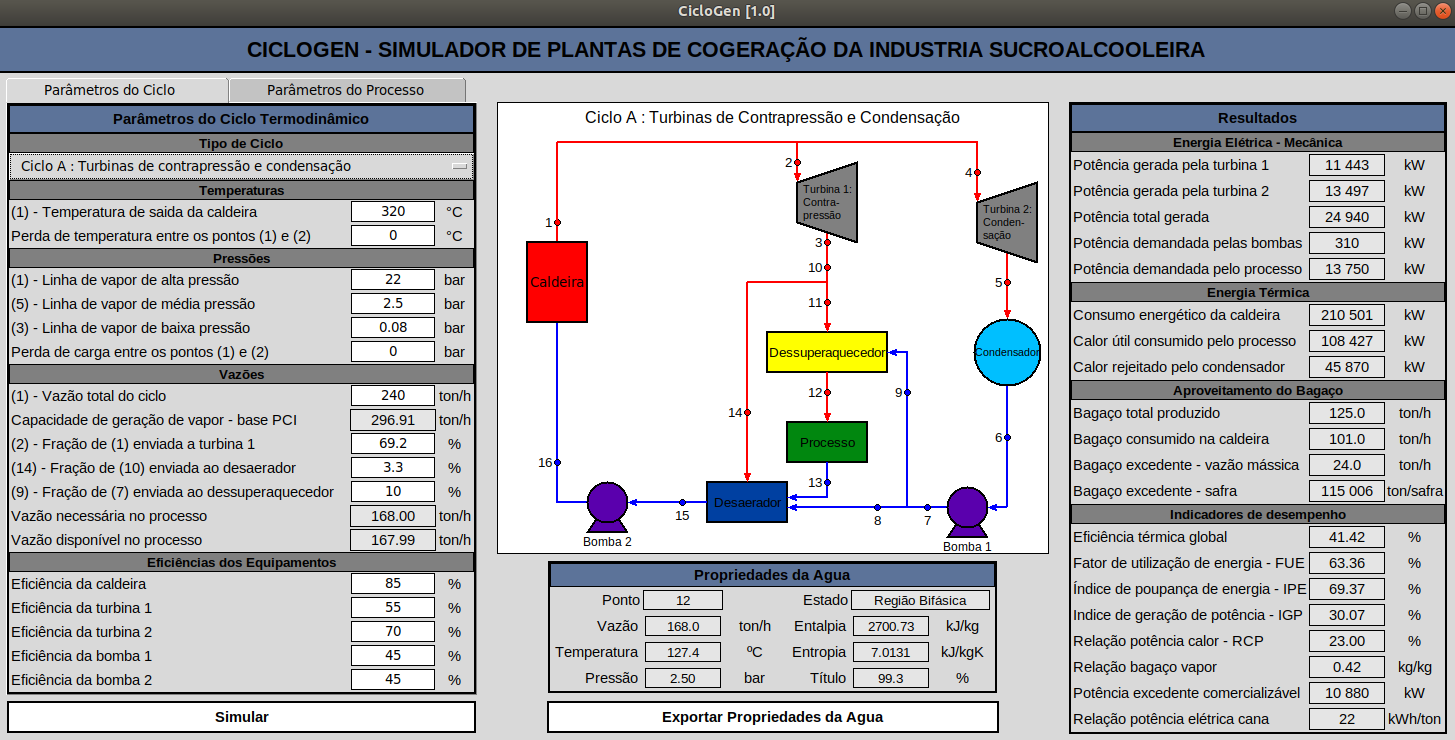 CicloGen [1.0]
CICLOGEN - SIMULADOR DE PLANTAS DE COGERAÇÃO DA INDUSTRIA SUCROALCOOLEIRA
Parâmetros do Ciclo
Parâmetros do Processo
Parâmetros do Ciclo Termodinâmico
Tipo de Ciclo
Ciclo A : Turbinas de contrapressão e condensação
Temperaturas
(1) - Temperatura de saida da caldeira 320 °C
Perda de temperatura entre os pontos (1) e (2) 0 °C
Pressões
(1) - Linha de vapor de alta pressão 22 bar
(5) - Linha de vapor de média pressão 2.5 bar
(3) - Linha de vapor de baixa pressão 0.08 bar
Perda de carga entre os pontos (1) e (2) 0 bar
Vazões
(1) - Vazão total do ciclo 240 ton/h
Capacidade de geração de vapor - base PCI 296.91 ton/h
(2) - Fração de (1) enviada a turbina 1 69.2 %
(14) - Fração de (10) enviada ao desaerador 3.3 %
(9) - Fração de (7) enviada ao dessuperaquecedor 10 %
Vazão necessária no processo 168.00 ton/h
Vazão disponível no processo 167.99 ton/h
Eficiências dos Equipamentos
Eficiência da caldeira 85 %
Eficiência da turbina 1 55 %
Eficiência da turbina 2 70 %
Eficiência da bomba 1 45 %
Eficiência da bomba 2 45 %
Simular
Ciclo A : Turbinas de Contrapressão e Condensação
2
4
Turbina 1:
Contra-
pressão
Turbina 2:
Conden-
sação
1
3
10
5
Caldeira
11
Dessuperaquecedor
Condensador
12
9
14
Processo
6
16
13
Desaerador
15
8
7
Bomba 2
Bomba 1
Propriedades da Agua
Ponto 12 Estado Região Bifásica
Vazão 168.0 ton/h Entalpia 2700.73 kJ/kg
Temperatura 127.4 ºC Entropia 7.0131 kJ/kgK
Pressão 2.50 bar Título 99.3 %
Exportar Propriedades da Agua
Resultados
Energia Elétrica - Mecânica
Potência gerada pela turbina 1 11 443 kW
Potência gerada pela turbina 2 13 497 kW
Potência total gerada 24 940 kW
Potência demandada pelas bombas 310 kW
Potência demandada pelo processo 13 750 kW
Energia Térmica
Consumo energético da caldeira 210 501 kW
Calor útil consumido pelo processo 108 427 kW
Calor rejeitado pelo condensador 45 870 kW
Aproveitamento do Bagaço
Bagaço total produzido 125.0 ton/h
Bagaço consumido na caldeira 101.0 ton/h
Bagaço excedente - vazão mássica 24.0 ton/h
Bagaço excedente - safra 115 006 ton/safra
Indicadores de desempenho
Eficiência térmica global 41.42 %
Fator de utilização de energia - FUE 63.36 %
Índice de poupança de energia - IPE 69.37 %
Indice de geração de potência - IGP 30.07 %
Relação potência calor - RCP 23.00 %
Relação bagaço vapor 0.42 kg/kg
Potência excedente comercializável 10 880 kW
Relação potência elétrica cana 22 kWh/ton